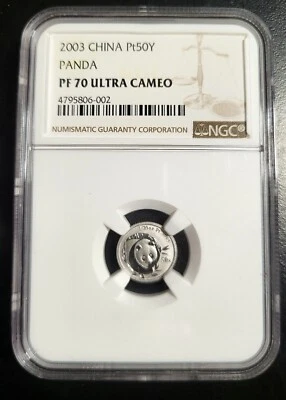 2003 CHINA Pt50Y
PANDA
PF 70 ULTRA CAMEO
4795806-002
NUMISMATIC GUARANTY CORPORATION
NGC®